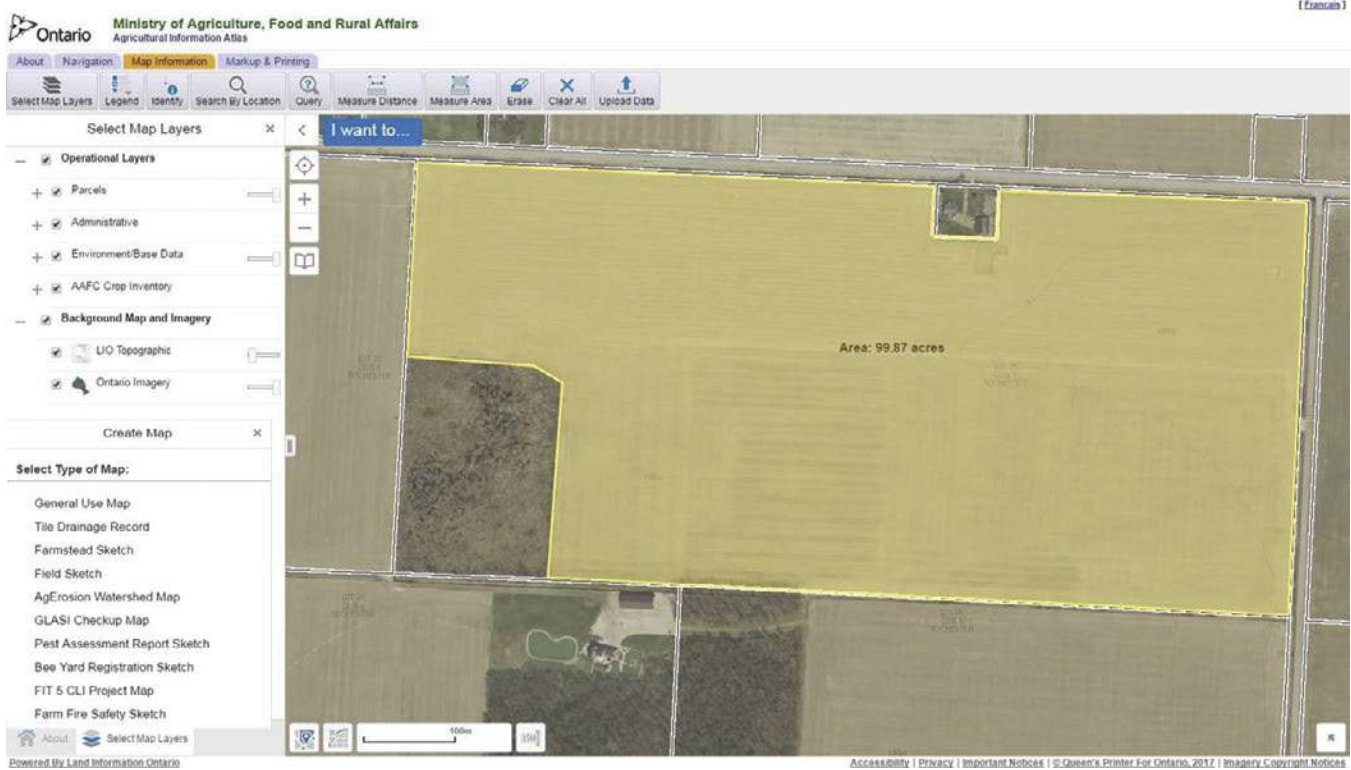 [ Français ]
Ontario
Ministry of Agriculture, Food and Rural Affairs
Agricultural Information Atlas
About Navigation Map Information Markup & Printing
Select Map Layers Legend Identify Search By Location Query Measure Distance Measure Area Erase Clear All Upload Data
Select Map Layers
I want to...
Operational Layers
Parcels
Administrative
Environment/Base Data
AAFC Crop Inventory
Background Map and Imagery
LIO Topographic
Ontario Imagery
Area: 99.87 acres
Create Map
Select Type of Map:
General Use Map
Tile Drainage Record
Farmstead Sketch
Field Sketch
AgErosion Watershed Map
GLASI Checkup Map
Pest Assessment Report Sketch
Bee Yard Registration Sketch
FIT 5 CLI Project Map
Farm Fire Safety Sketch
About Select Map Layers
100m
Powered By Land Information Ontario
Accessibility | Privacy | Important Notices | © Queen's Printer For Ontario, 2017 | Imagery Copyright Notices